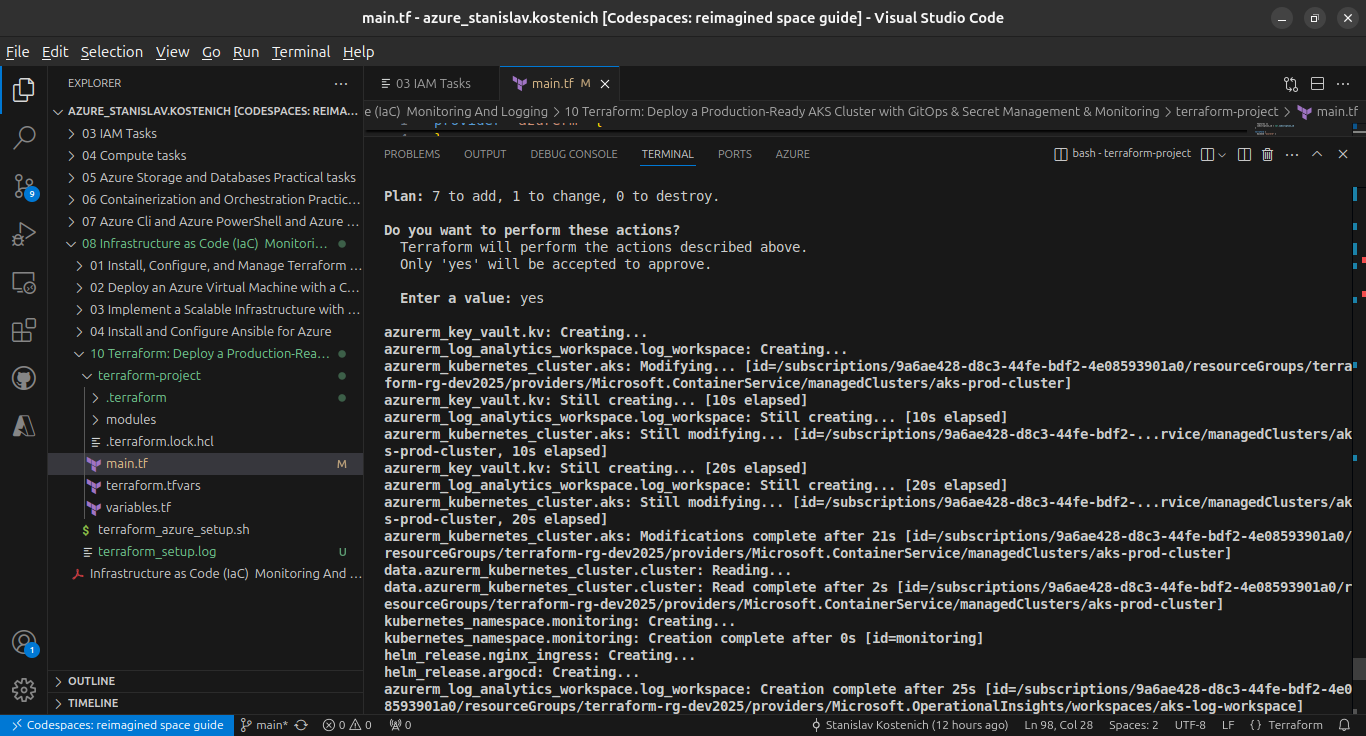 main.tf - azure_stanislav.kostenich [Codespaces: reimagined space guide] - Visual Studio Code
File Edit Selection View Go Run Terminal Help
EXPLORER
AZURE_STANISLAV.KOSTENICH [CODESPACES: REIMA...
03 IAM Tasks
04 Compute tasks
05 Azure Storage and Databases Practical tasks
06 Containerization and Orchestration Practic...
07 Azure Cli and Azure PowerShell and Azure ...
08 Infrastructure as Code (IaC) Monitori...
01 Install, Configure, and Manage Terraform ...
02 Deploy an Azure Virtual Machine with a C...
03 Implement a Scalable Infrastructure with ...
04 Install and Configure Ansible for Azure
10 Terraform: Deploy a Production-Rea...
terraform-project
.terraform
modules
.terraform.lock.hcl
main.tf M
terraform.tfvars
variables.tf
$ terraform_azure_setup.sh
terraform_setup.log U
Infrastructure as Code (IaC) Monitoring And ...
OUTLINE
TIMELINE
9
1
03 IAM Tasks
main.tf M
e (IaC) Monitoring And Logging > 10 Terraform: Deploy a Production-Ready AKS Cluster with GitOps & Secret Management & Monitoring > terraform-project > main.tf
PROBLEMS OUTPUT DEBUG CONSOLE TERMINAL PORTS AZURE
bash - terraform-project
Plan: 7 to add, 1 to change, 0 to destroy.
Do you want to perform these actions?
Terraform will perform the actions described above.
Only 'yes' will be accepted to approve.
Enter a value: yes
azurerm_key_vault.kv: Creating...
azurerm_log_analytics_workspace.log_workspace: Creating...
azurerm_kubernetes_cluster.aks: Modifying... [id=/subscriptions/9a6ae428-d8c3-44fe-bdf2-4e08593901a0/resourceGroups/terra
form-rg-dev2025/providers/Microsoft.ContainerService/managedClusters/aks-prod-cluster]
azurerm_key_vault.kv: Still creating... [10s elapsed]
azurerm_log_analytics_workspace.log_workspace: Still creating... [10s elapsed]
azurerm_kubernetes_cluster.aks: Still modifying... [id=/subscriptions/9a6ae428-d8c3-44fe-bdf2-...rvice/managedClusters/ak
s-prod-cluster, 10s elapsed]
azurerm_key_vault.kv: Still creating... [20s elapsed]
azurerm_log_analytics_workspace.log_workspace: Still creating... [20s elapsed]
azurerm_kubernetes_cluster.aks: Still modifying... [id=/subscriptions/9a6ae428-d8c3-44fe-bdf2-...rvice/managedClusters/ak
s-prod-cluster, 20s elapsed]
azurerm_kubernetes_cluster.aks: Modifications complete after 21s [id=/subscriptions/9a6ae428-d8c3-44fe-bdf2-4e08593901a0/
resourceGroups/terraform-rg-dev2025/providers/Microsoft.ContainerService/managedClusters/aks-prod-cluster]
data.azurerm_kubernetes_cluster.cluster: Reading...
data.azurerm_kubernetes_cluster.cluster: Read complete after 2s [id=/subscriptions/9a6ae428-d8c3-44fe-bdf2-4e08593901a0/r
esourceGroups/terraform-rg-dev2025/providers/Microsoft.ContainerService/managedClusters/aks-prod-cluster]
kubernetes_namespace.monitoring: Creating...
kubernetes_namespace.monitoring: Creation complete after 0s [id=monitoring]
helm_release.nginx_ingress: Creating...
helm_release.argocd: Creating...
azurerm_log_analytics_workspace.log_workspace: Creation complete after 25s [id=/subscriptions/9a6ae428-d8c3-44fe-bdf2-4e0
8593901a0/resourceGroups/terraform-rg-dev2025/providers/Microsoft.OperationalInsights/workspaces/aks-log-workspace]
Codespaces: reimagined space guide main* 0 0 0 Stanislav Kostenich (12 hours ago) Ln 98, Col 28 Spaces: 2 UTF-8 LF { } Terraform